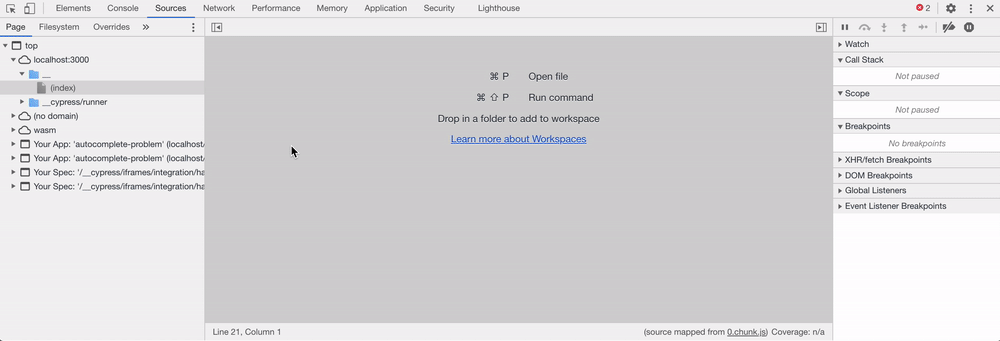 Elements Console Sources Network Performance Memory Application Security Lighthouse 2
Page Filesystem Overrides »
top
localhost:3000
__
(index)
__cypress/runner
(no domain)
wasm
Your App: 'autocomplete-problem' (localhost/
Your App: 'autocomplete-problem' (localhost/
Your Spec: '/__cypress/iframes/integration/ha
Your Spec: '/__cypress/iframes/integration/ha
⌘ P Open file
⌘ ⇧ P Run command
Drop in a folder to add to workspace
Learn more about Workspaces
Line 21, Column 1
(source mapped from 0.chunk.js) Coverage: n/a
Watch
Call Stack
Not paused
Scope
Not paused
Breakpoints
No breakpoints
XHR/fetch Breakpoints
DOM Breakpoints
Global Listeners
Event Listener Breakpoints